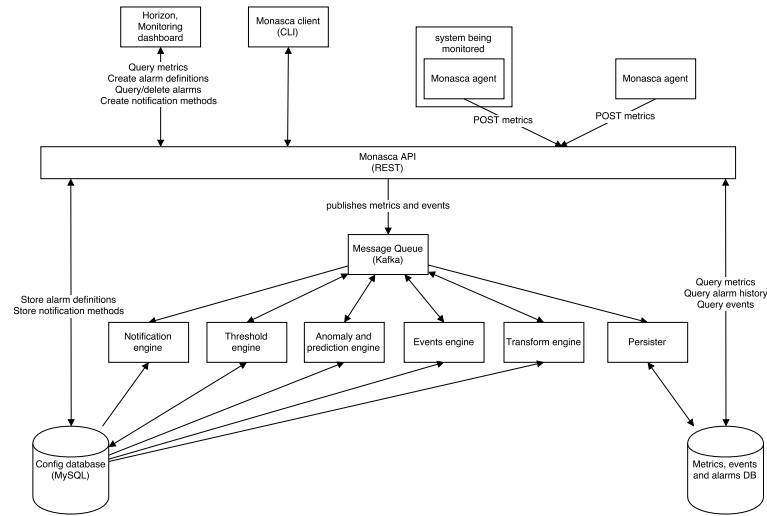 Horizon,
Monitoring
dashboard
Monasca client
(CLI)
system being
monitored
Monasca agent
Monasca agent
Query metrics
Create alarm definitions
Query/delete alarms
Create notification methods
POST metrics
POST metrics
Monasca API
(REST)
publishes metrics and events
Message Queue
(Kafka)
Store alarm definitions
Store notification methods
Query metrics
Query alarm history
Query events
Notification
engine
Threshold
engine
Anomaly and
prediction engine
Events engine
Transform engine
Persister
Config database
(MySQL)
Metrics, events
and alarms DB